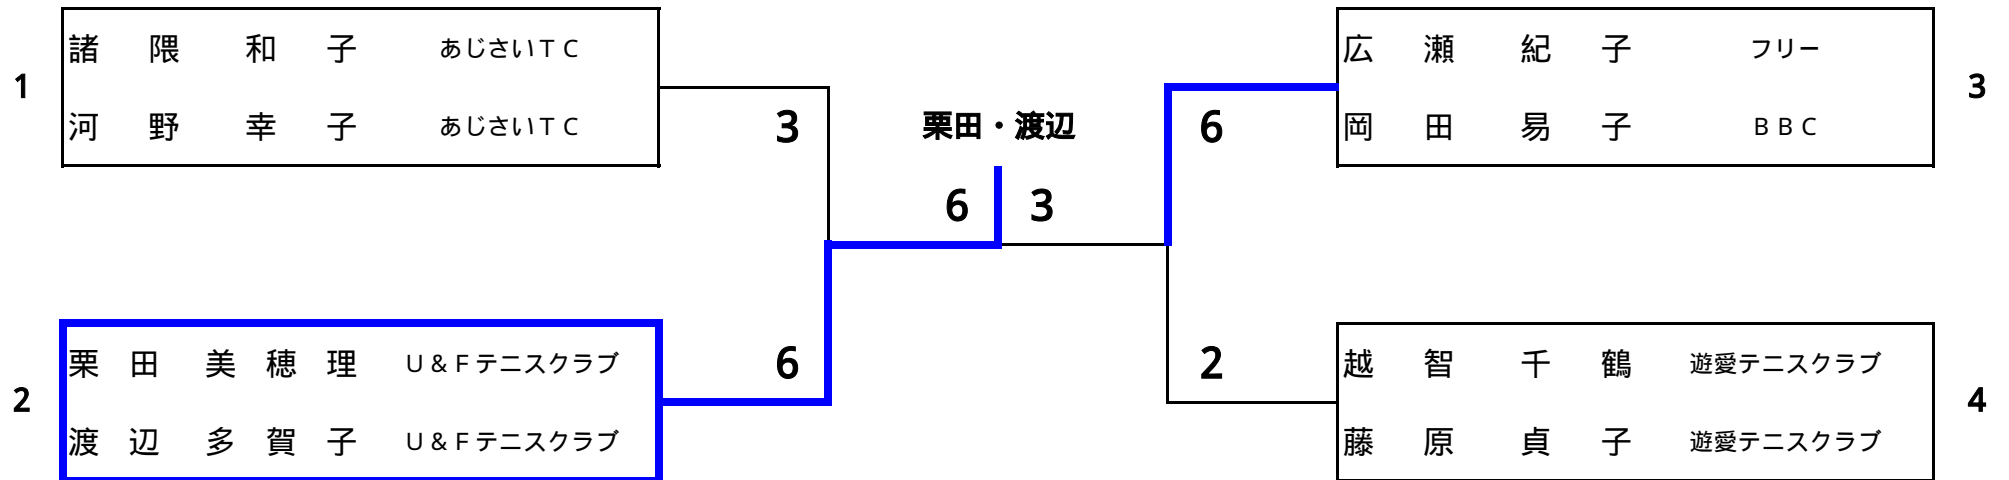 諸隈 和子 あじさいＴＣ
1
河野 幸子 あじさいＴＣ
3
栗田・渡辺
6
広瀬 紀子 フリー
3
岡田 易子 ＢＢＣ
6 3
栗田 美穂理 Ｕ＆Ｆテニスクラブ
2
渡辺 多賀子 Ｕ＆Ｆテニスクラブ
6
2
越智 千鶴 遊愛テニスクラブ
4
藤原 貞子 遊愛テニスクラブ